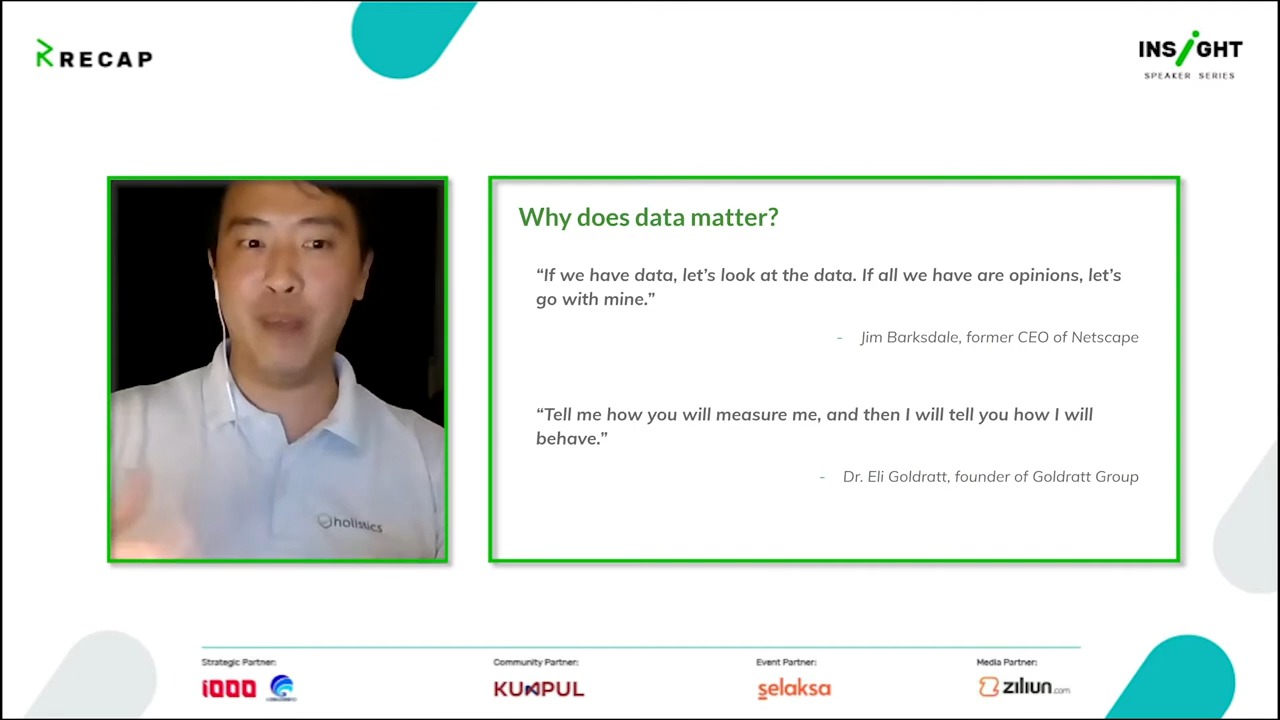 RECAP
INSiGHT
SPEAKER SERIES
Why does data matter?
“If we have data, let’s look at the data. If all we have are opinions, let’s
go with mine.”
- Jim Barksdale, former CEO of Netscape
“Tell me how you will measure me, and then I will tell you how I will
behave.”
- Dr. Eli Goldratt, founder of Goldratt Group
holistics
Strategic Partner:
Community Partner:
Event Partner:
Media Partner:
1000
KUMPUL
selaksa
ziliun.com